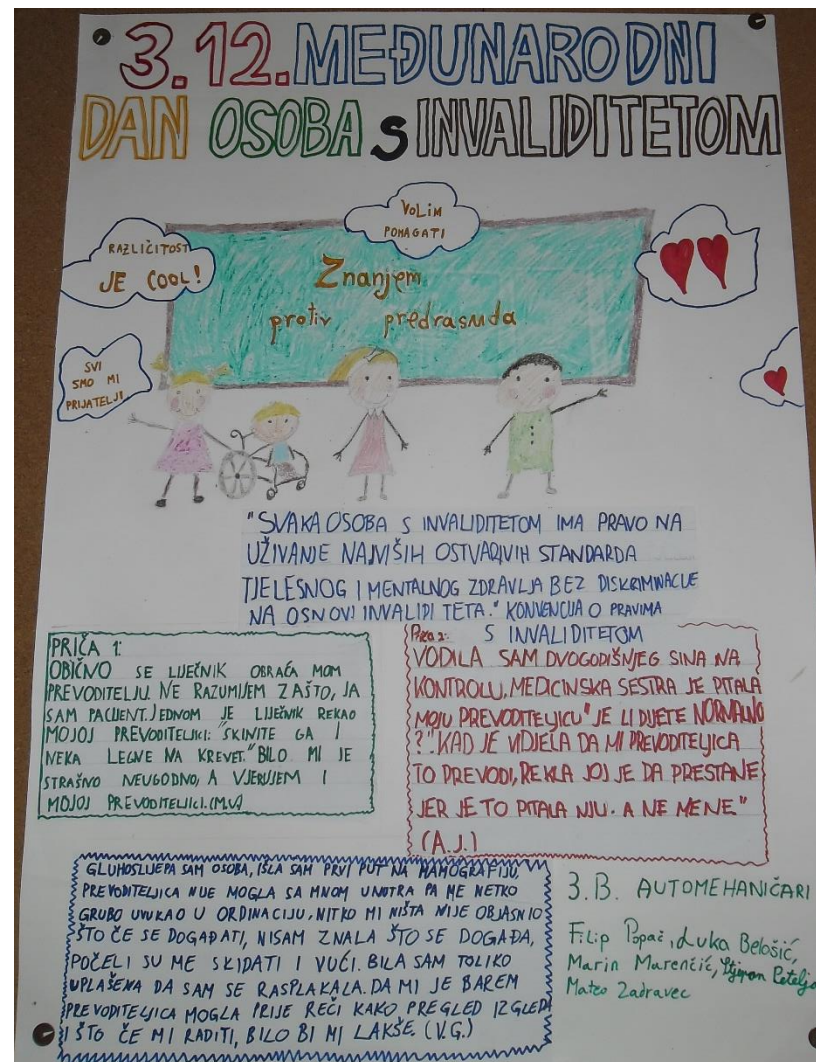 3.12. MEĐUNARODNI
DAN OSOBA S INVALIDITETOM
VOLIM
POMAGATI
RAZLIČITOST
JE COOL!
Znanjem
protiv predrasuda
SVI
SMO MI
PRIJATELJI
"SVAKA OSOBA S INVALIDITETOM IMA PRAVO NA
UŽIVANJE NAJVIŠIH OSTVARIVIH STANDARDA
TJELESNOG I MENTALNOG ZDRAVLJA BEZ DISKRIMINACIJE
NA OSNOVI INVALIDITETA." KONVENCIJA O PRAVIMA
S INVALIDITETOM
PRIČA 1:
OBIČNO SE LIJEČNIK OBRAĆA MOM
PREVODITELJU. NE RAZUMIJEM ZAŠTO, JA
SAM PACIJENT. JEDNOM JE LIJEČNIK REKAO
MOJOJ PREVODITELJICI: "SKINITE GA I
NEKA LEGNE NA KREVET." BILO MI JE
STRAŠNO NEUGODNO, A VJERUJEM I
MOJOJ PREVODITELJICI. (M.V.)
PRIČA 2:
VODILA SAM DVOGODIŠNJEG SINA NA
KONTROLU, MEDICINSKA SESTRA JE PITALA
MOJU PREVODITELJICU "JE LI DIJETE NORMALNO
?" KAD JE VIDJELA DA MI PREVODITELJICA
TO PREVODI, REKLA JOJ JE DA PRESTANE
JER JE TO PITALA NJU. A NE MENE."
(A.J.)
GLUHOSLIJEPA SAM OSOBA, IŠLA SAM PRVI PUT NA MAMOGRAFIJU,
PREVODITELJICA NIJE MOGLA SA MNOM UNUTRA PA ME NETKO
GRUBO UVUKAO U ORDINACIJU. NITKO MI NIŠTA NIJE OBJASNIO
ŠTO ČE SE DOGAĐATI, NISAM ZNALA ŠTO SE DOGAĐA,
POČELI SU ME SKIDATI I VUĆI. BILA SAM TOLIKO
UPLAŠENA DA SAM SE RASPLAKALA. DA MI JE BAREM
PREVODITELJICA MOGLA PRIJE REĆI KAKO PREGLED IZGLEDA
I ŠTO ČE MI RADITI, BILO BI MI LAKŠE. (V.G.)
3.B. AUTOMEHANIČARI
Filip Popač, Luka Belošić,
Marin Marenčić, Stjepan
Mateo Zadravec